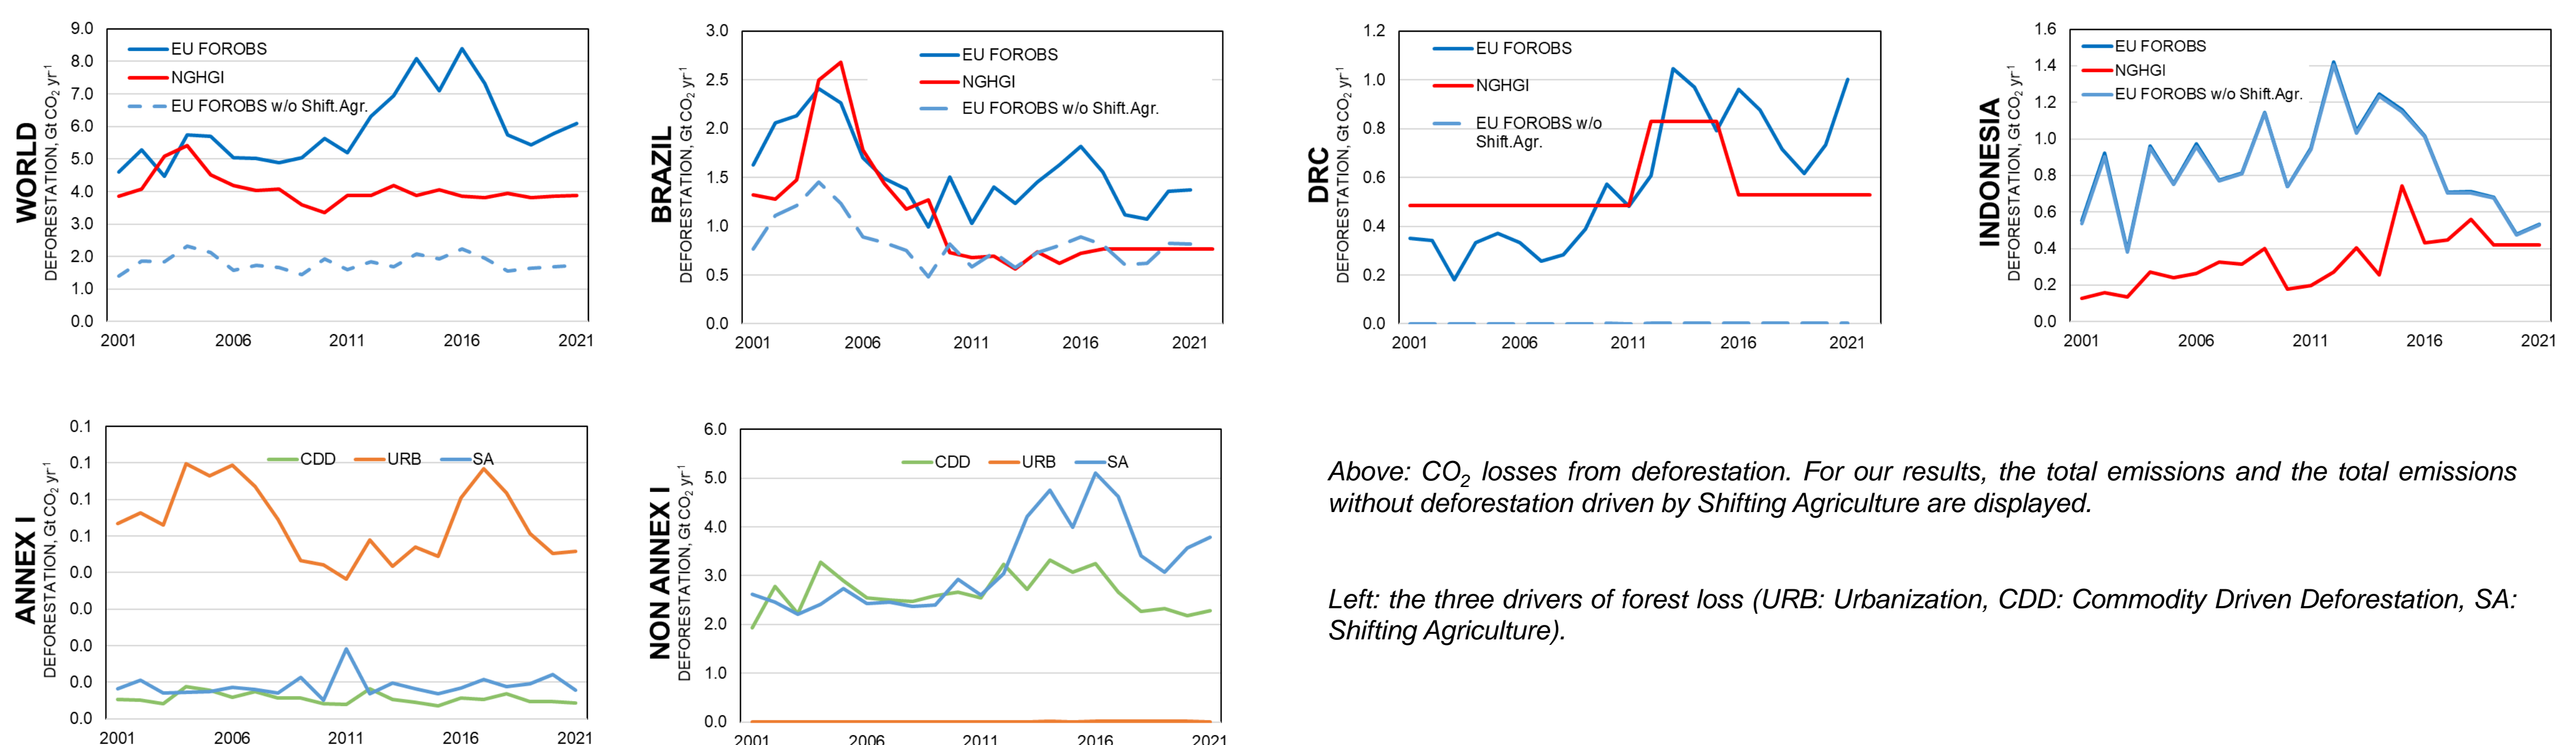 WORLD
DEFORESTATION, Gt CO2 yr-1
9.0
8.0
7.0
6.0
5.0
4.0
3.0
2.0
1.0
0.0
EU FOROBS
NGHGI
EU FOROBS w/o Shift.Agr.
2001 2006 2011 2016 2021
BRAZIL
DEFORESTATION, Gt CO2 yr-1
3.0
2.5
2.0
1.5
1.0
0.5
0.0
EU FOROBS
NGHGI
EU FOROBS w/o Shift.Agr.
2001 2006 2011 2016 2021
DRC
DEFORESTATION, Gt CO2 yr-1
1.2
1.0
0.8
0.6
0.4
0.2
0.0
EU FOROBS
NGHGI
EU FOROBS w/o
Shift.Agr.
2001 2006 2011 2016 2021
INDONESIA
DEFORESTATION, Gt CO2 yr-1
1.6
1.4
1.2
1.0
0.8
0.6
0.4
0.2
0.0
EU FOROBS
NGHGI
EU FOROBS w/o Shift.Agr.
2001 2006 2011 2016 2021
ANNEX I
DEFORESTATION, Gt CO2 yr-1
0.1
0.1
0.1
0.1
0.0
0.0
0.0
0.0
0.0
CDD URB SA
2001 2006 2011 2016 2021
NON ANNEX I
DEFORESTATION, Gt CO2 yr-1
6.0
5.0
4.0
3.0
2.0
1.0
0.0
CDD URB SA
2001 2006 2011 2016 2021
Above: CO2 losses from deforestation. For our results, the total emissions and the total emissions
without deforestation driven by Shifting Agriculture are displayed.
Left: the three drivers of forest loss (URB: Urbanization, CDD: Commodity Driven Deforestation, SA:
Shifting Agriculture).